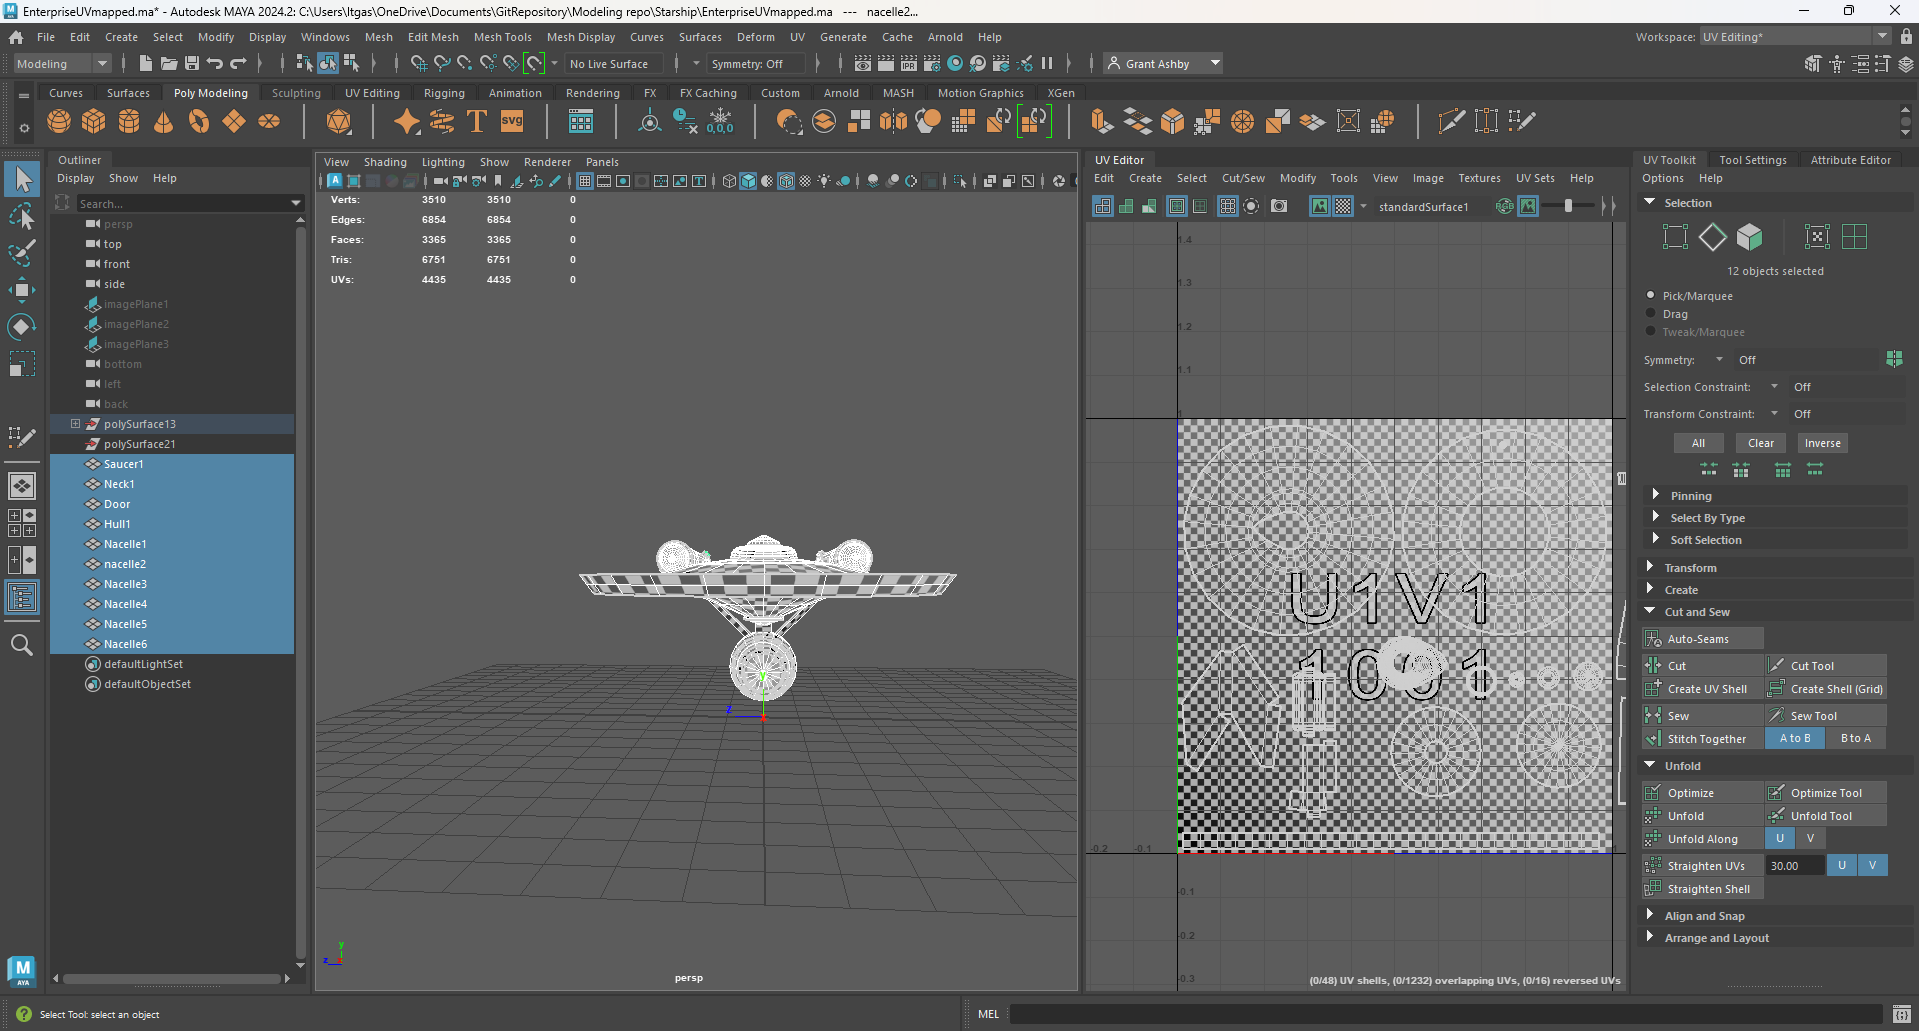 EnterpriseUVmapped.ma* - Autodesk MAYA 2024.2: C:\Users\ltgas\OneDrive\Documents\GitRepository\Modeling repo\Starship\EnterpriseUVmapped.ma --- nacelle2...
File Edit Create Select Modify Display Windows Mesh Edit Mesh Mesh Tools Mesh Display Curves Surfaces Deform UV Generate Cache Arnold Help Workspace: UV Editing*
Modeling No Live Surface Symmetry: Off IPR Grant Ashby
Curves Surfaces Poly Modeling Sculpting UV Editing Rigging Animation Rendering FX FX Caching Custom Arnold MASH Motion Graphics XGen
T svg 0,0,0
Outliner
Display Show Help
Search...
persp
top
front
side
imagePlane1
imagePlane2
imagePlane3
bottom
left
back
polySurface13
polySurface21
Saucer1
Neck1
Door
Hull1
Nacelle1
nacelle2
Nacelle3
Nacelle4
Nacelle5
Nacelle6
defaultLightSet
defaultObjectSet
View Shading Lighting Show Renderer Panels
Verts: 3510 3510 0
Edges: 6854 6854 0
Faces: 3365 3365 0
Tris: 6751 6751 0
UVs: 4435 4435 0
y
z x
y
z x
persp
UV Editor
Edit Create Select Cut/Sew Modify Tools View Image Textures UV Sets Help
standardSurface1 RGB
1.4
1.3
1.2
1.1
1
U1V1
1001
-0.2 -0.1 1
-0.1
-0.2
-0.3
(0/48) UV shells, (0/1232) overlapping UVs, (0/16) reversed UVs
UV Toolkit Tool Settings Attribute Editor
Options Help
Selection
12 objects selected
Pick/Marquee
Drag
Tweak/Marquee
Symmetry: Off
Selection Constraint: Off
Transform Constraint: Off
All Clear Inverse
Pinning
Select By Type
Soft Selection
Transform
Create
Cut and Sew
Auto-Seams
Cut Cut Tool
Create UV Shell Create Shell (Grid)
Sew Sew Tool
Stitch Together A to B B to A
Unfold
Optimize Optimize Tool
Unfold Unfold Tool
Unfold Along U V
Straighten UVs 30.00 U V
Straighten Shell
Align and Snap
Arrange and Layout
M
AYA
Select Tool: select an object MEL